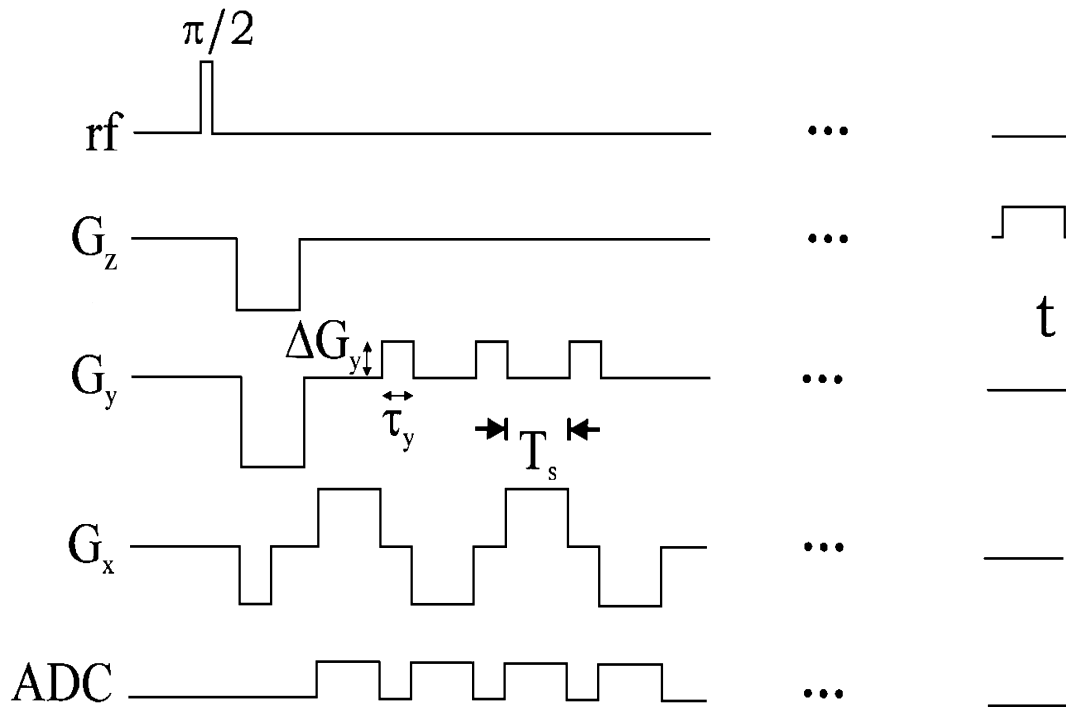 π/2
rf ...
G_z ...
t
ΔG_y
G_y ...
τ_y
T_s
G_x ...
ADC ...